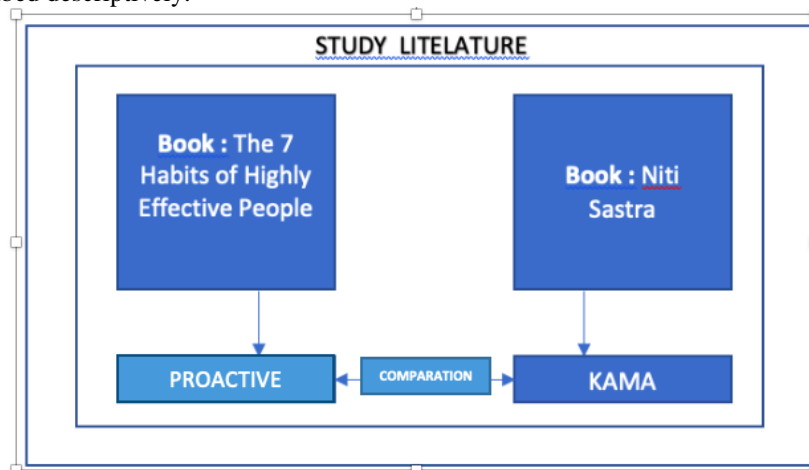 STUDY LITELATURE
Book : The 7
Habits of Highly
Effective People
Book : Niti
Sastra
PROACTIVE
COMPARATION
KAMA